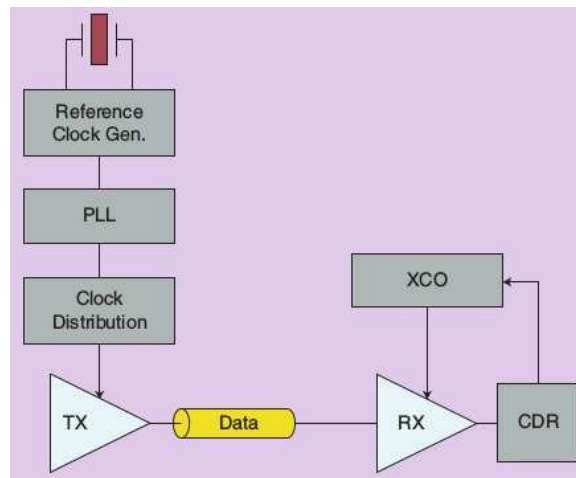 Reference
Clock Gen.
PLL
Clock
Distribution
XCO
TX
Data
RX
CDR